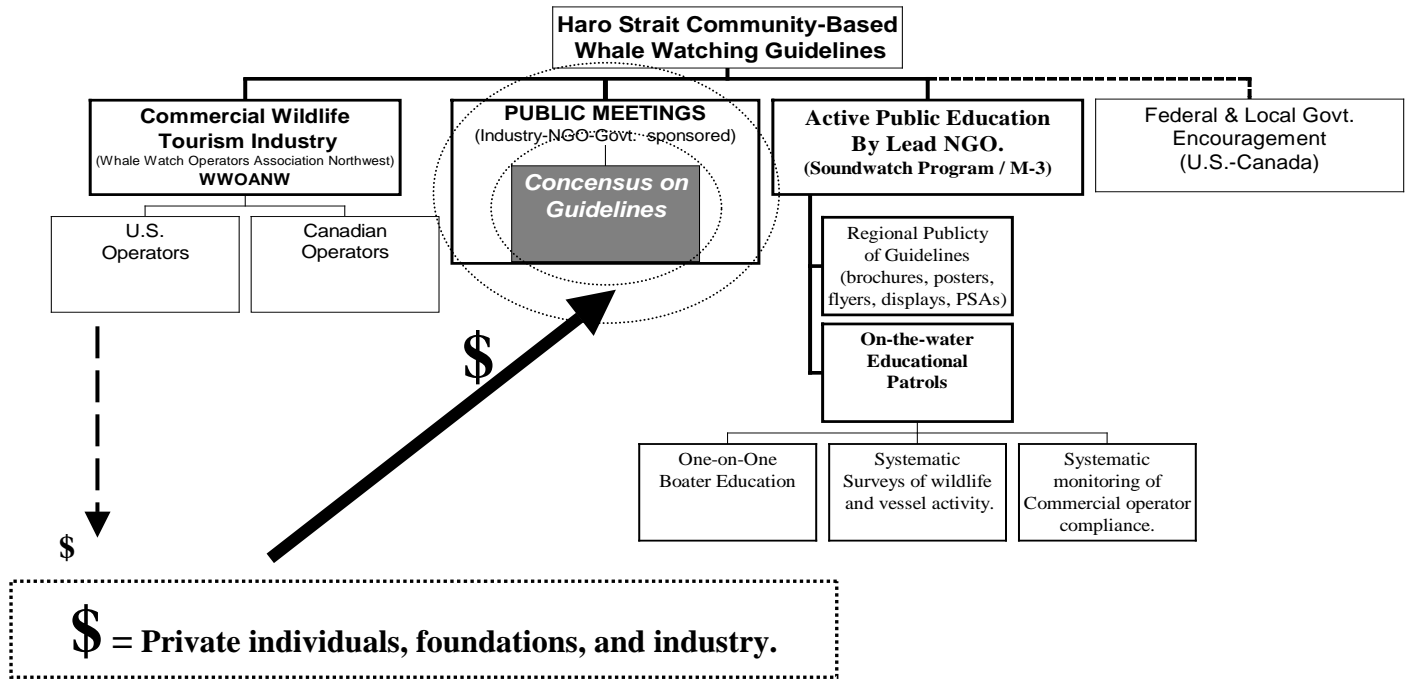 Haro Strait Community-Based
Whale Watching Guidelines
Commercial Wildlife
Tourism Industry
(Whale Watch Operators Association Northwest)
WWOANW
PUBLIC MEETINGS
(Industry-NGO-Govt. sponsored)
Concensus on
Guidelines
Active Public Education
By Lead NGO.
(Soundwatch Program / M-3)
Federal & Local Govt.
Encouragement
(U.S.-Canada)
U.S.
Operators
Canadian
Operators
Regional Publicty
of Guidelines
(brochures, posters,
flyers, displays, PSAs)
On-the-water
Educational
Patrols
One-on-One
Boater Education
Systematic
Surveys of wildlife
and vessel activity.
Systematic
monitoring of
Commercial operator
compliance.
$
$
$ = Private individuals, foundations, and industry.